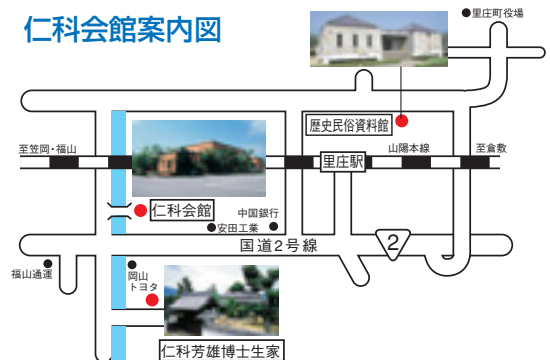 仁科会館案内図
里庄町役場
歴史民俗資料館
至笠岡・福山
里庄駅
山陽本線
至倉敷
仁科会館
中国銀行
安田工業
国道2号線
2
福山通運
岡山
トヨタ
仁科芳雄博士生家